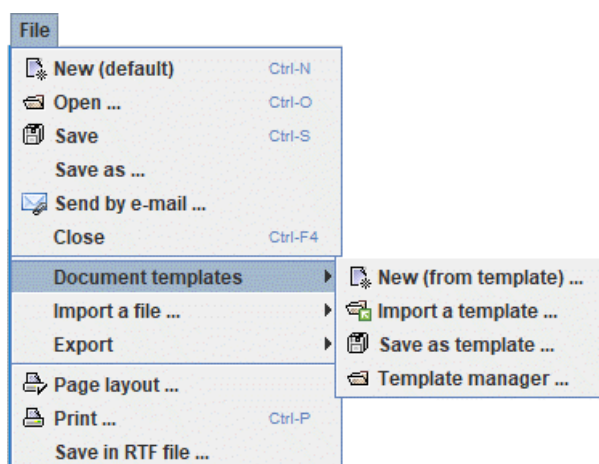 File
New (default) Ctrl-N
Open ... Ctrl-O
Save Ctrl-S
Save as ...
Send by e-mail ...
Close Ctrl-F4
Document templates
Import a file ...
Export
Page layout ...
Print ... Ctrl-P
Save in RTF file ...
New (from template) ...
Import a template ...
Save as template ...
Template manager ...